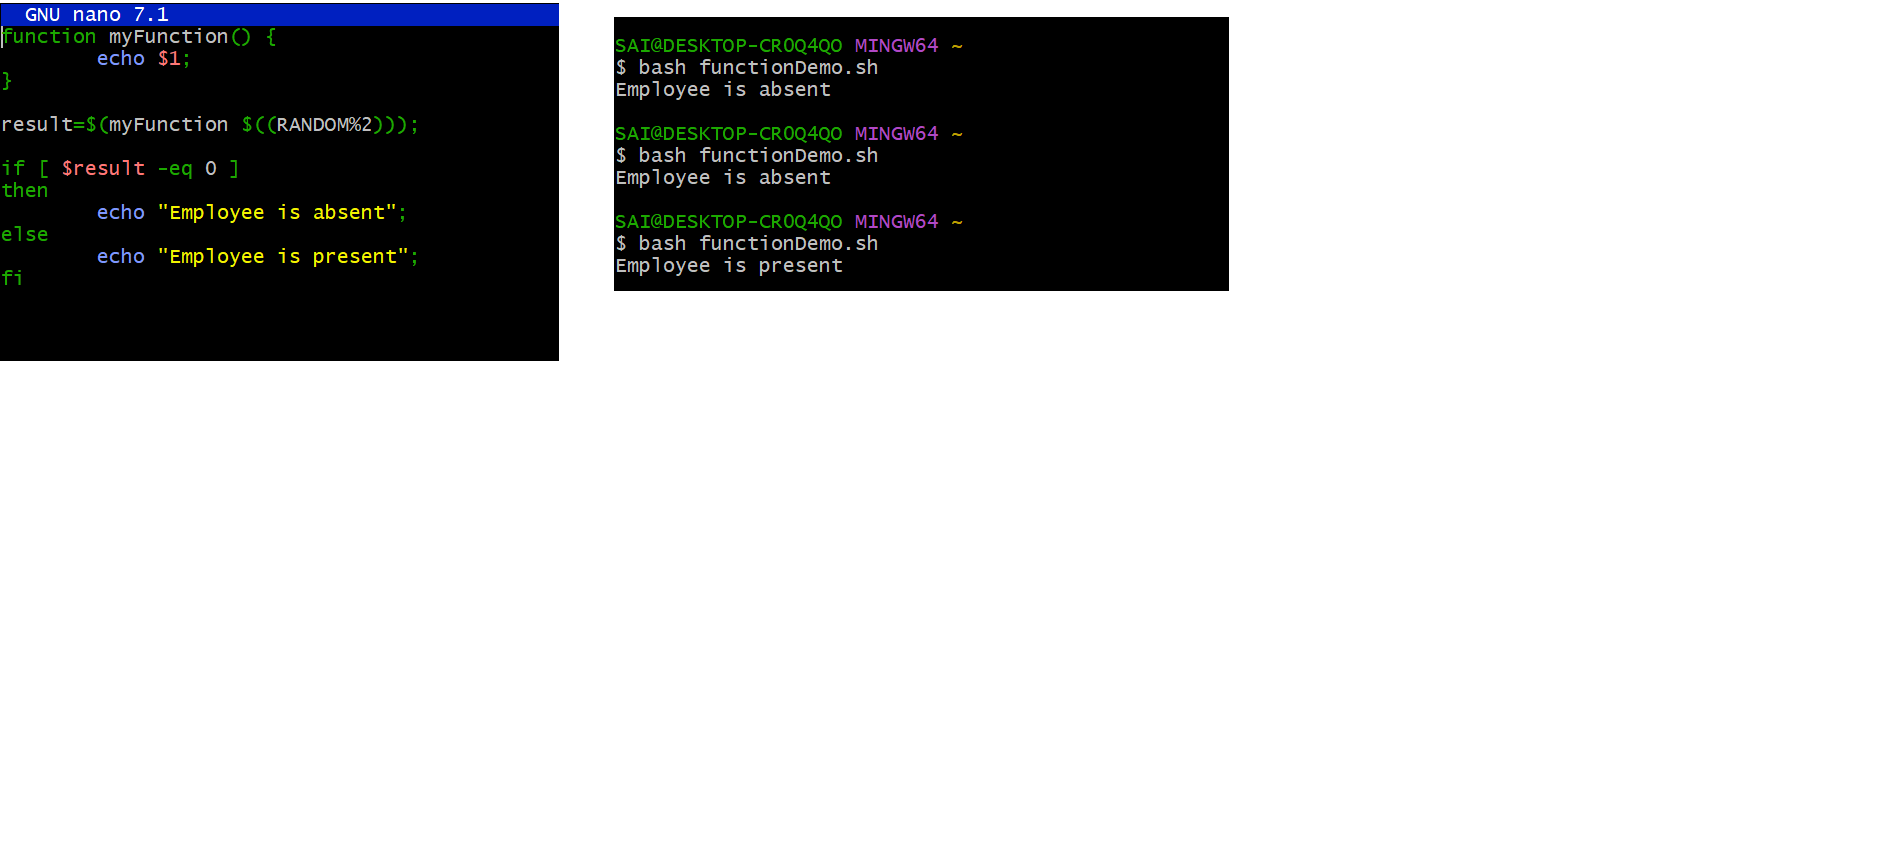 GNU nano 7.1
function myFunction() {
        echo $1;
}
result=$(myFunction $((RANDOM%2)));
if [ $result -eq 0 ]
then
        echo "Employee is absent";
else
        echo "Employee is present";
fi
SAI@DESKTOP-CR0Q4QO MINGW64 ~
$ bash functionDemo.sh
Employee is absent
SAI@DESKTOP-CR0Q4QO MINGW64 ~
$ bash functionDemo.sh
Employee is absent
SAI@DESKTOP-CR0Q4QO MINGW64 ~
$ bash functionDemo.sh
Employee is present